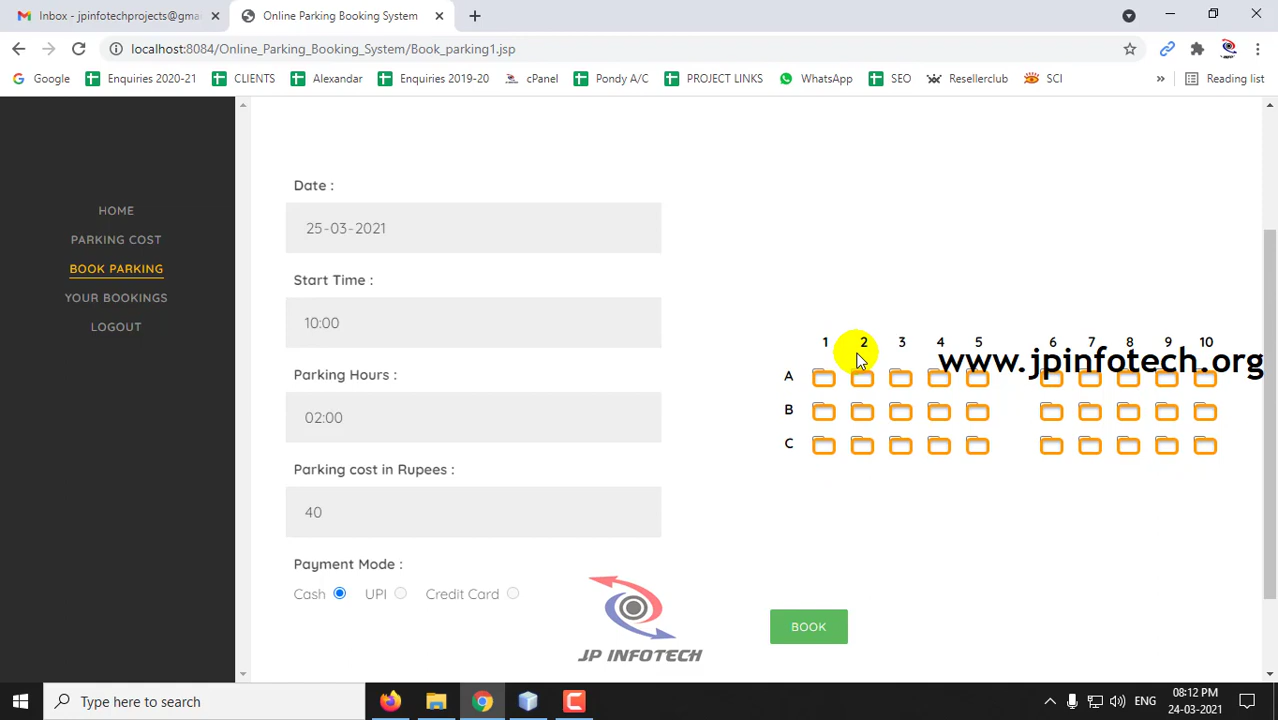 Inbox - jpinfotechprojects@gma
Online Parking Booking System
localhost:8084/Online_Parking_Booking_System/Book_parking1.jsp
Google
Enquiries 2020-21
CLIENTS
Alexandar
Enquiries 2019-20
cPanel
Pondy A/C
PROJECT LINKS
WhatsApp
SEO
Resellerclub
SCI
»
Reading list
HOME
PARKING COST
BOOK PARKING
YOUR BOOKINGS
LOGOUT
Date :
25-03-2021
Start Time :
10:00
Parking Hours :
02:00
Parking cost in Rupees :
40
Payment Mode :
Cash UPI Credit Card
1 2 3 4 5 6 7 8 9 10
www.jpinfotech.org
A
B
C
BOOK
JP INFOTECH
Type here to search
ENG
08:12 PM
24-03-2021